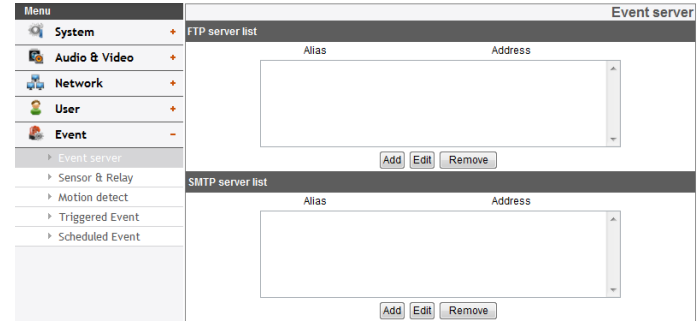 Menu
System +
Audio & Video +
Network +
User +
Event -
Event server
Sensor & Relay
Motion detect
Triggered Event
Scheduled Event
Event server
FTP server list
Alias Address
Add Edit Remove
SMTP server list
Alias Address
Add Edit Remove